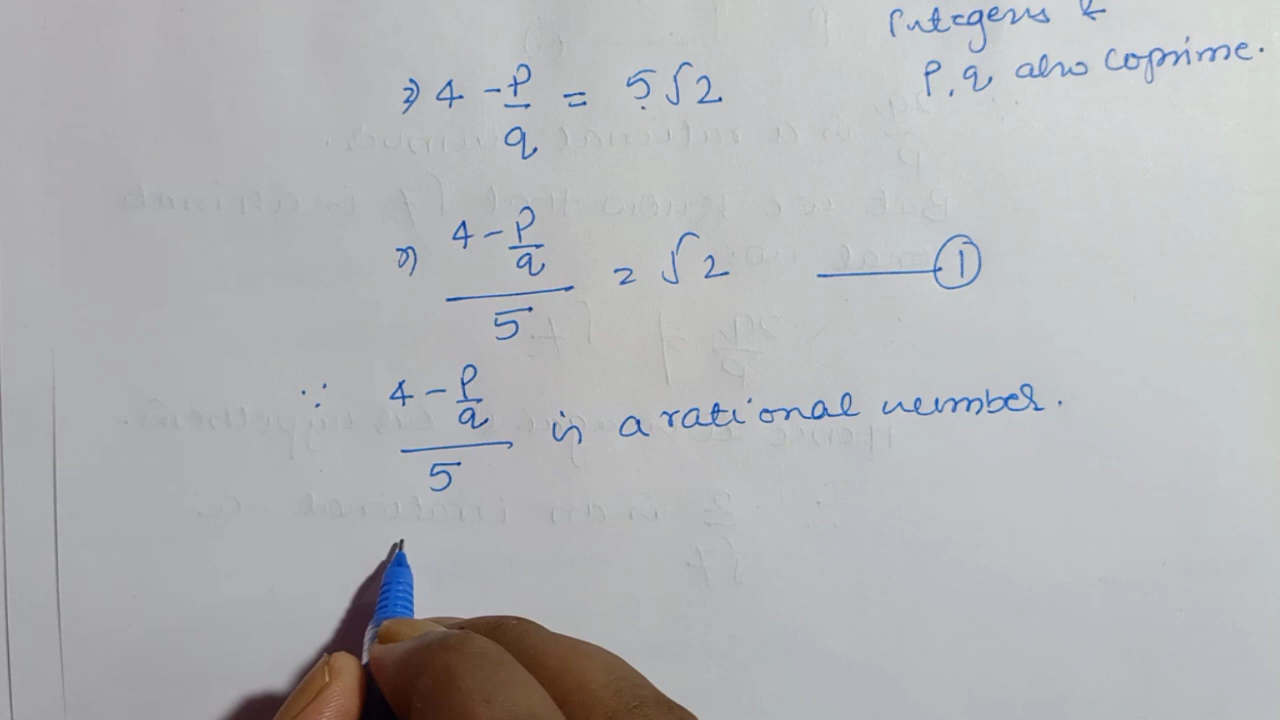 Integers &
P, q also coprime.
⇒ 4 - P/q = 5√2
⇒ (4 - P/q)/5 = √2 ——— ①
∵ (4 - P/q)/5 is a rational number.